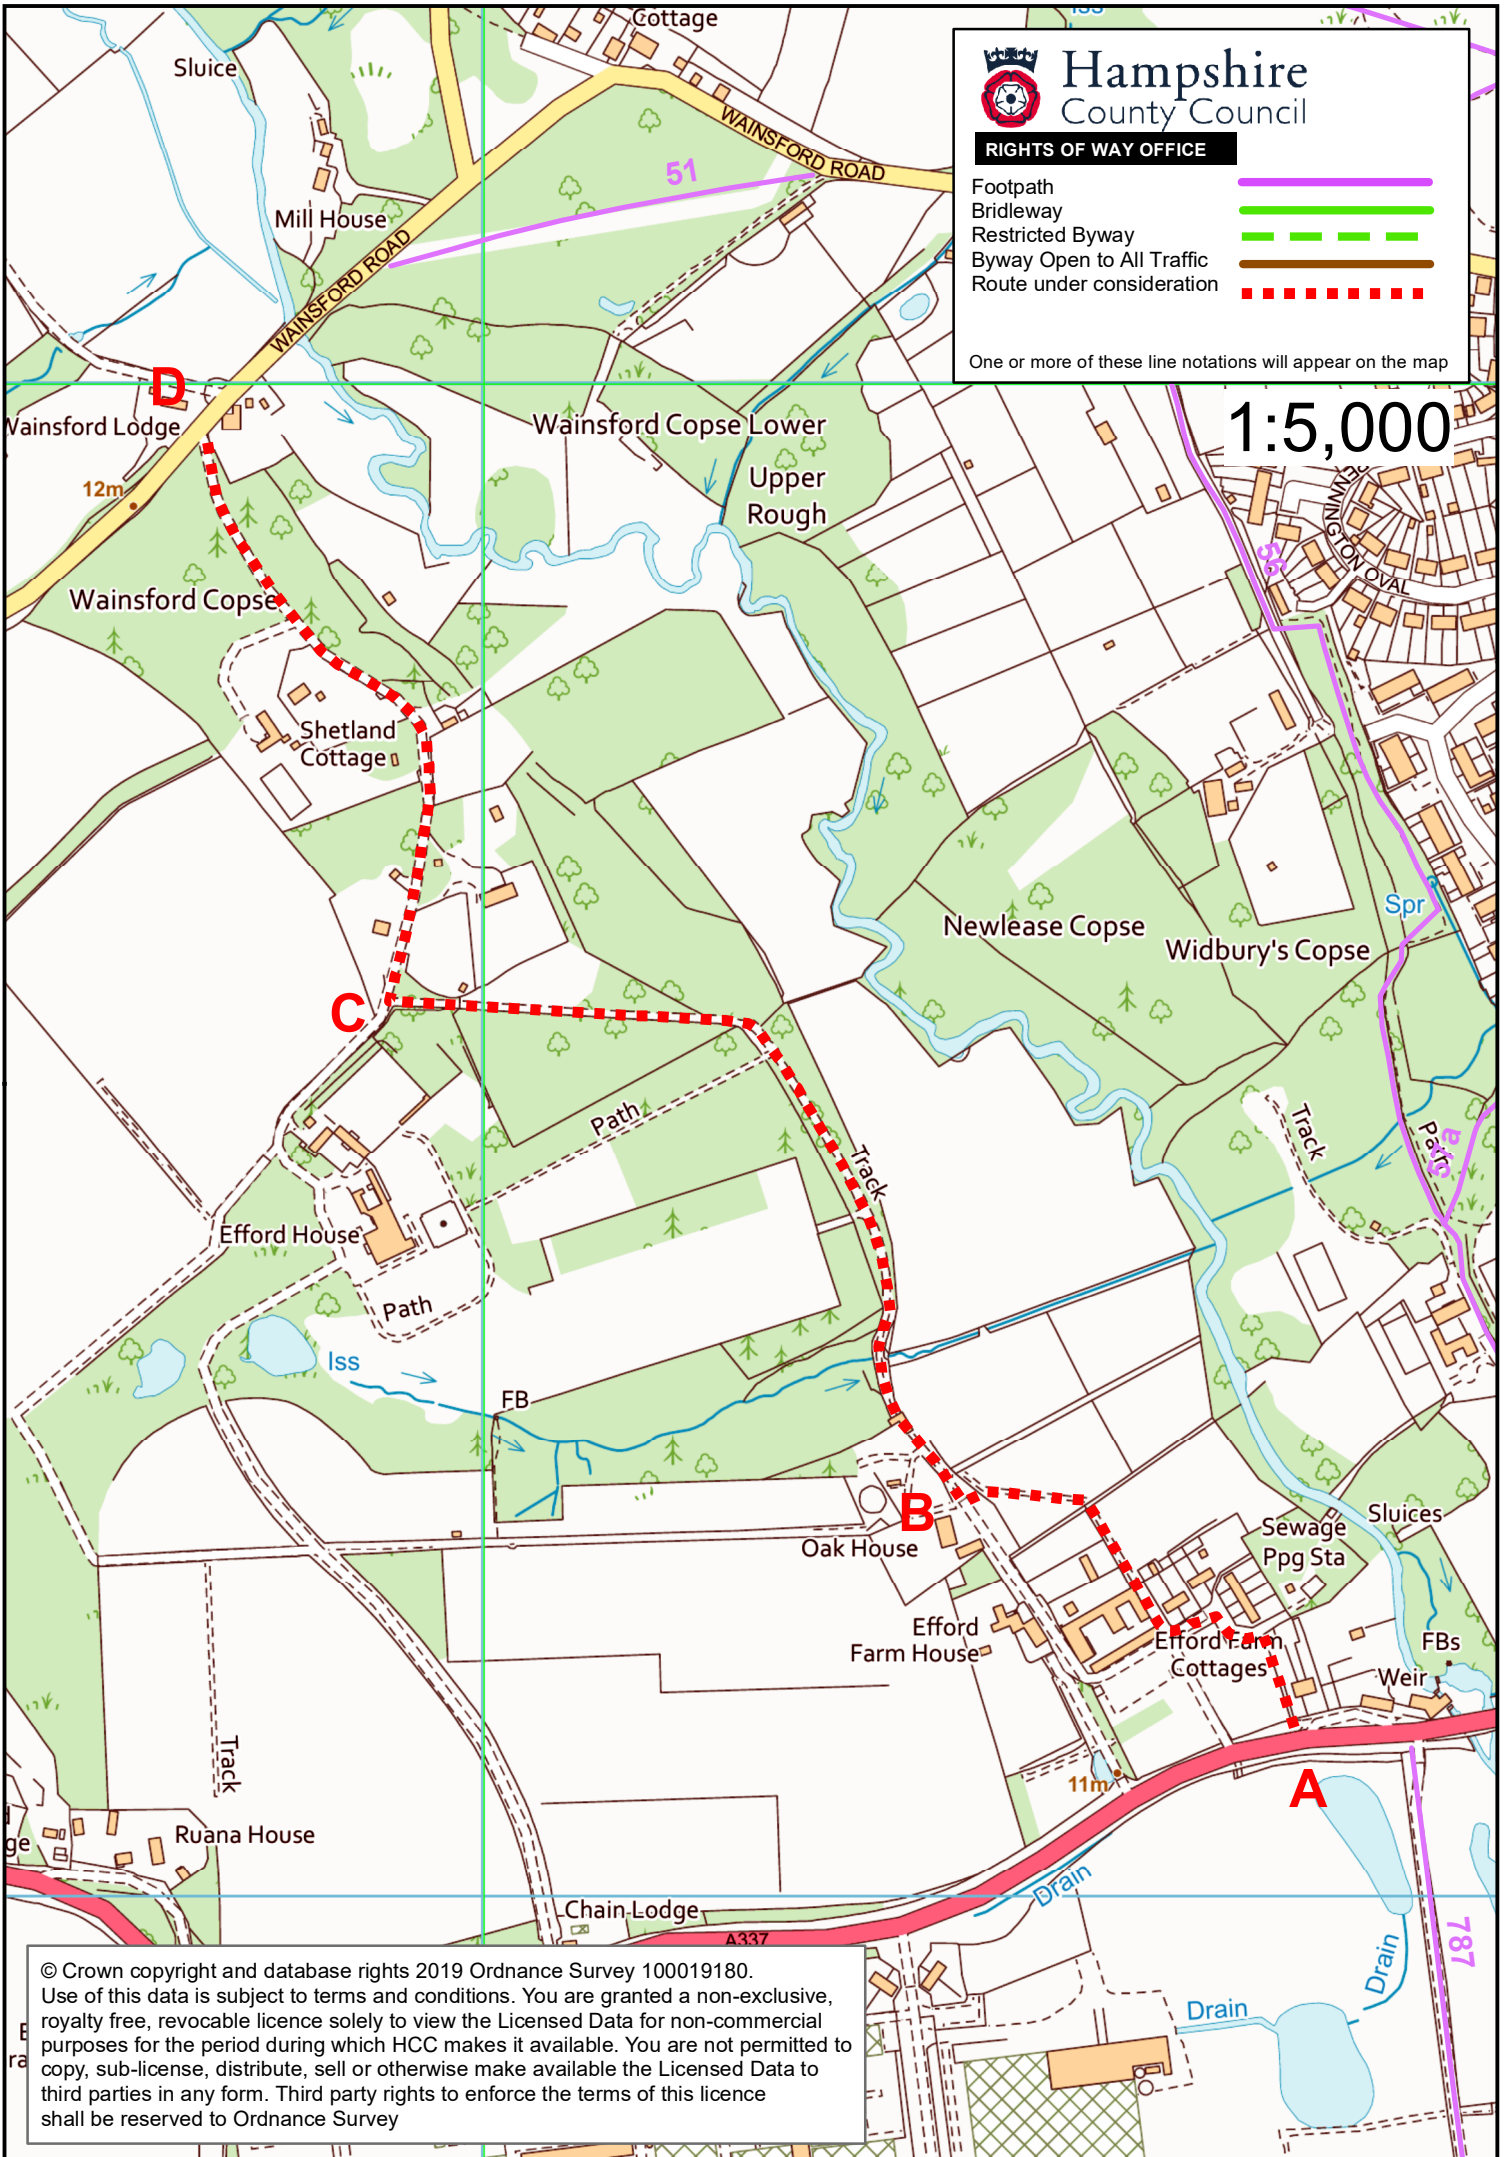 Cottage
Iss
Sluice
Hampshire
County Council
RIGHTS OF WAY OFFICE
Footpath
Bridleway
Restricted Byway
Byway Open to All Traffic
Route under consideration
One or more of these line notations will appear on the map
1:5,000
WAINSFORD ROAD
51
Mill House
WAINSFORD ROAD
D
Wainsford Lodge
12m
Wainsford Copse Lower
Upper
Rough
PENNINGTON OVAL
56
Wainsford Copse
Shetland
Cottage
Spr
Newlease Copse
Widbury's Copse
C
Path
Track
Track
Path
57a
Efford House
Path
Iss
FB
B
Oak House
Sluices
Sewage
Ppg Sta
Efford
Farm House
Efford Farm
Cottages
FBs
Weir
Track
11m
A
Ruana House
ge
Drain
Chain Lodge
A337
787
Drain
Drain
ra
© Crown copyright and database rights 2019 Ordnance Survey 100019180.
Use of this data is subject to terms and conditions. You are granted a non-exclusive,
royalty free, revocable licence solely to view the Licensed Data for non-commercial
purposes for the period during which HCC makes it available. You are not permitted to
copy, sub-license, distribute, sell or otherwise make available the Licensed Data to
third parties in any form. Third party rights to enforce the terms of this licence
shall be reserved to Ordnance Survey